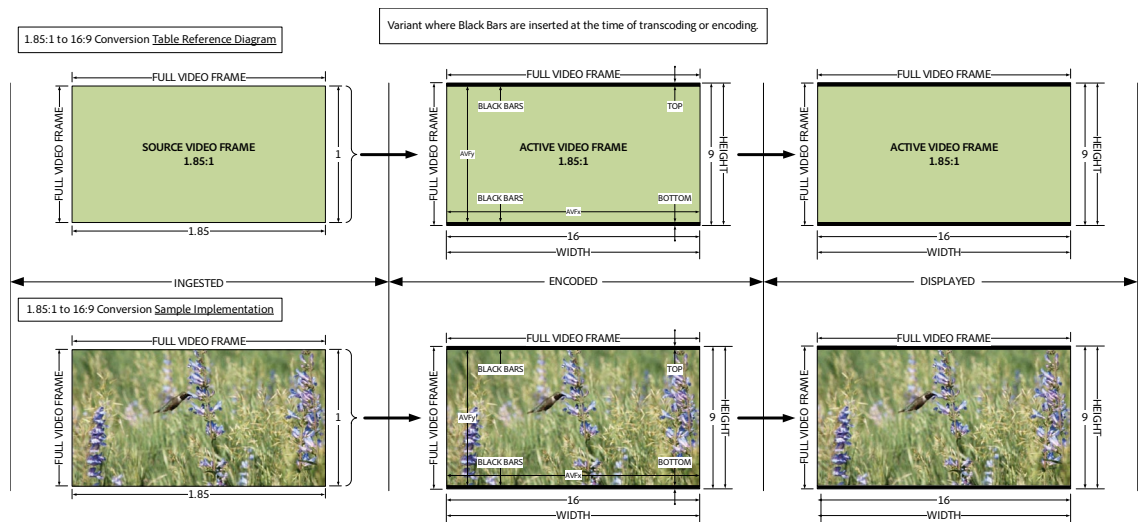 Variant where Black Bars are inserted at the time of transcoding or encoding.
1.85:1 to 16:9 Conversion Table Reference Diagram
FULL VIDEO FRAME
FULL VIDEO FRAME
SOURCE VIDEO FRAME
1.85:1
1
1.85
FULL VIDEO FRAME
FULL VIDEO FRAME
BLACK BARS
TOP
ACTIVE VIDEO FRAME
1.85:1
AVFy
BLACK BARS
BOTTOM
AVFx
9
HEIGHT
16
WIDTH
FULL VIDEO FRAME
FULL VIDEO FRAME
ACTIVE VIDEO FRAME
1.85:1
9
HEIGHT
16
WIDTH
INGESTED
ENCODED
DISPLAYED
1.85:1 to 16:9 Conversion Sample Implementation
FULL VIDEO FRAME
FULL VIDEO FRAME
1
1.85
FULL VIDEO FRAME
FULL VIDEO FRAME
BLACK BARS
TOP
AVFy
BLACK BARS
BOTTOM
AVFx
9
HEIGHT
16
WIDTH
FULL VIDEO FRAME
FULL VIDEO FRAME
9
HEIGHT
16
WIDTH